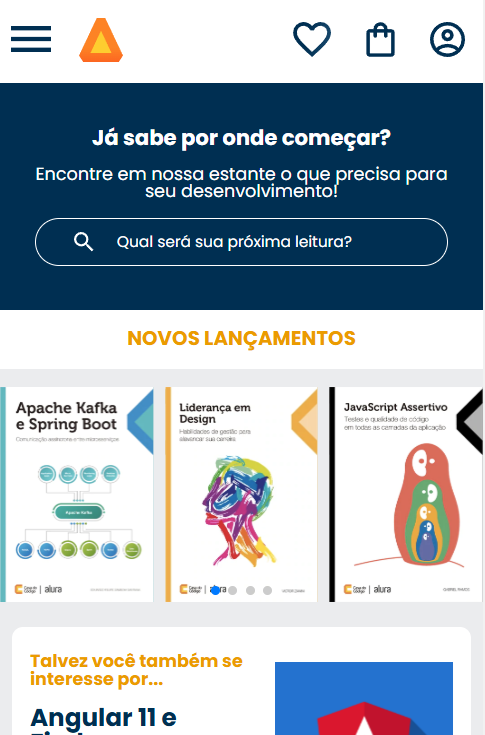 Já sabe por onde começar?
Encontre em nossa estante o que precisa para
seu desenvolvimento!
Qual será sua próxima leitura?
NOVOS LANÇAMENTOS
Apache Kafka
e Spring Boot
Comunicação assíncrona entre microsserviços
Apache Kafka
Casa do
Código
alura
Liderança em
Design
Habilidades de gestão para
alavancar sua carreira
Casa do
Código
JavaScript Assertivo
Testes e qualidade de código
em todas as camadas da aplicação
Casa do
Código
alura
GABRIEL RAMOS
Talvez você também se
interesse por...
Angular 11 e